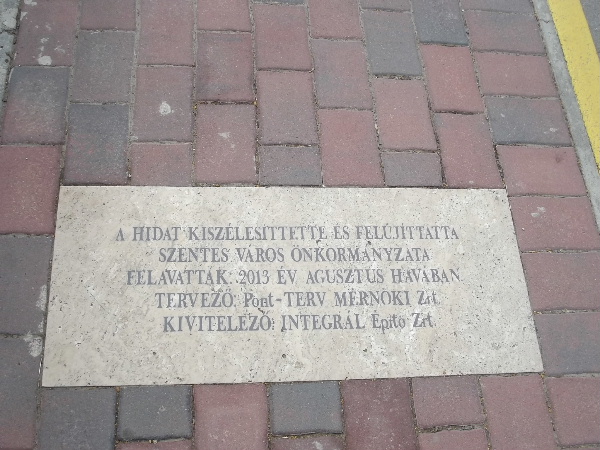 A HIDAT KISZÉLESÍTTETTE ÉS FELÚJÍTTATTA
SZENTES VÁROS ÖNKORMÁNYZATA
FELAVATTÁK: 2013 ÉV AGUSZTUS HAVÁBAN
TERVEZŐ: Pont-TERV MÉRNÖKI Zrt.
KIVITELEZŐ: INTEGRÁL Építő Zrt.